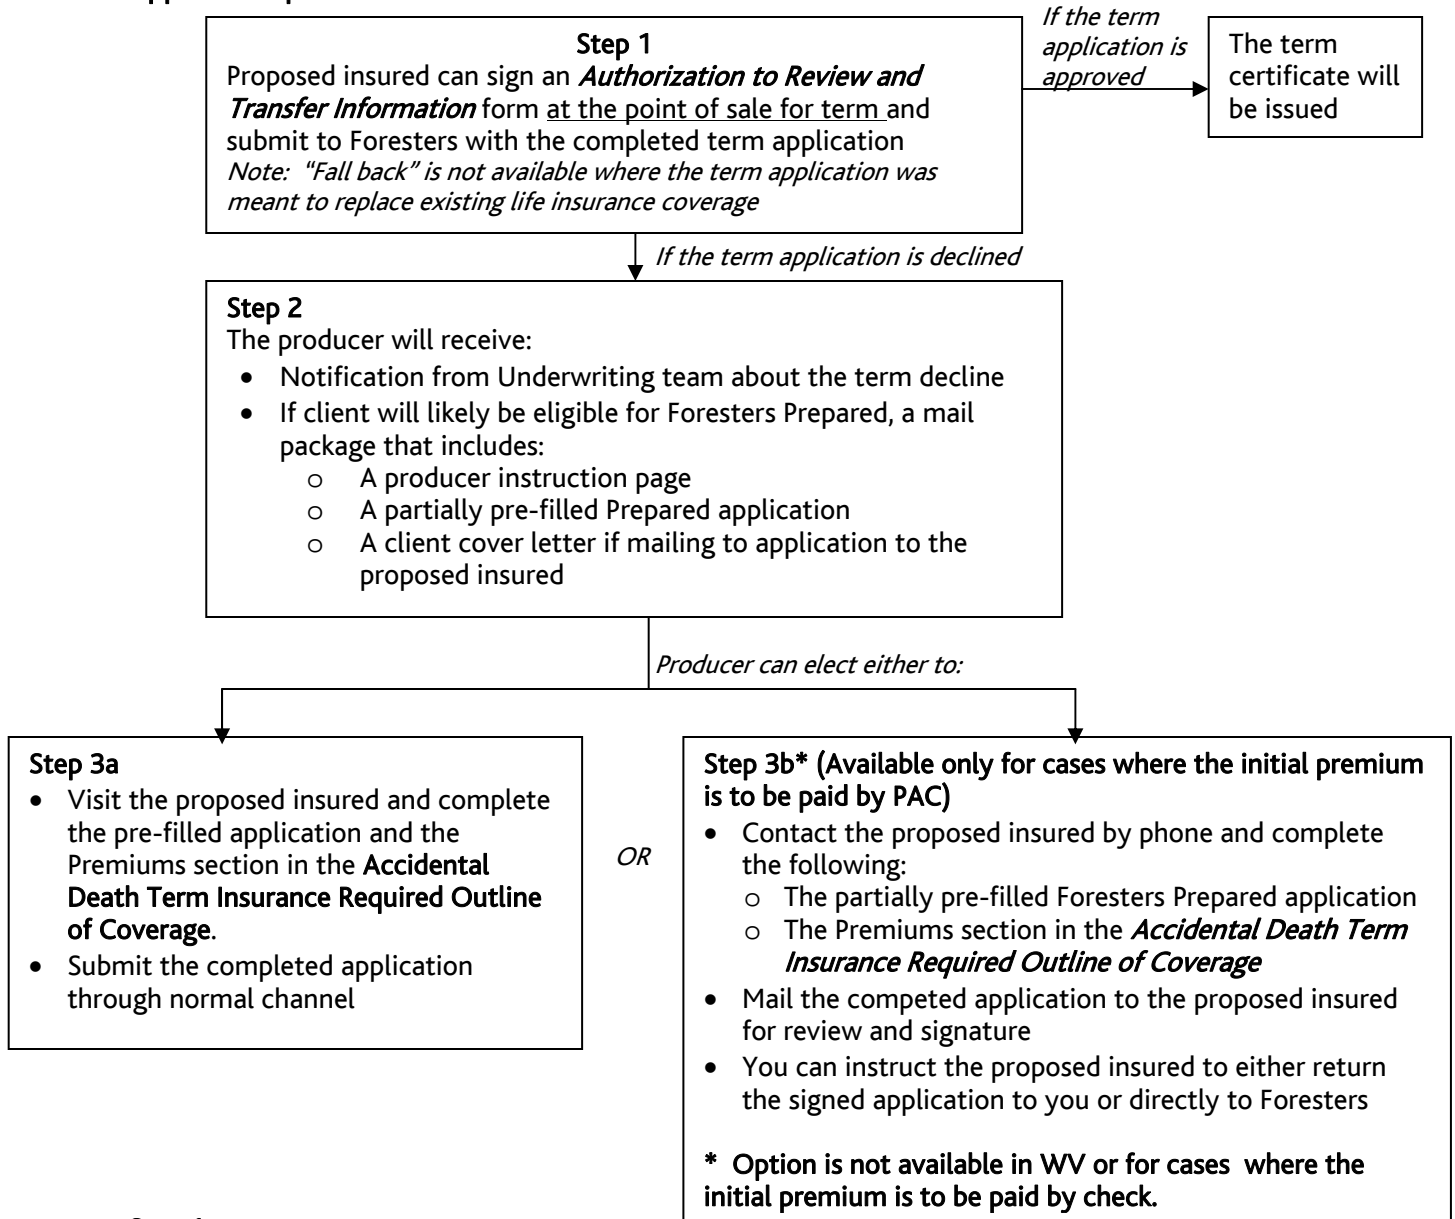 Step 1
Proposed insured can sign an Authorization to Review and
Transfer Information form at the point of sale for term and
submit to Foresters with the completed term application
Note: "Fall back" is not available where the term application was
meant to replace existing life insurance coverage
If the term
application is
approved
The term
certificate will
be issued
If the term application is declined
Step 2
The producer will receive:
• Notification from Underwriting team about the term decline
• If client will likely be eligible for Foresters Prepared, a mail
package that includes:
o A producer instruction page
o A partially pre-filled Prepared application
o A client cover letter if mailing to application to the
proposed insured
Producer can elect either to:
Step 3a
• Visit the proposed insured and complete
the pre-filled application and the
Premiums section in the Accidental
Death Term Insurance Required Outline
of Coverage.
• Submit the completed application
through normal channel
OR
Step 3b* (Available only for cases where the initial premium
is to be paid by PAC)
• Contact the proposed insured by phone and complete
the following:
o The partially pre-filled Foresters Prepared application
o The Premiums section in the Accidental Death Term
Insurance Required Outline of Coverage
• Mail the competed application to the proposed insured
for review and signature
• You can instruct the proposed insured to either return
the signed application to you or directly to Foresters
* Option is not available in WV or for cases where the
initial premium is to be paid by check.